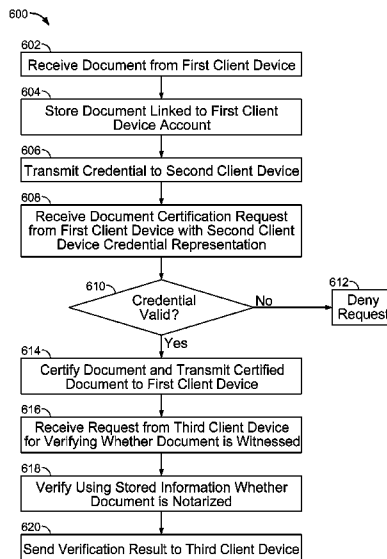 600
602
Receive Document from First Client Device
604
Store Document Linked to First Client
Device Account
606
Transmit Credential to Second Client Device
608
Receive Document Certification Request
from First Client Device with Second Client
Device Credential Representation
610
Credential
Valid?
No
612
Deny
Request
Yes
614
Certify Document and Transmit Certified
Document to First Client Device
616
Receive Request from Third Client Device
for Verifying Whether Document is Witnessed
618
Verify Using Stored Information Whether
Document is Notarized
620
Send Verification Result to Third Client Device